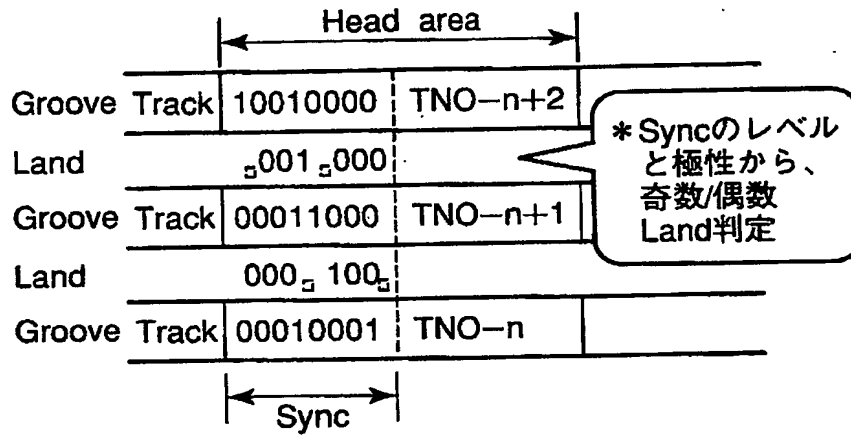 Head area
Groove Track 10010000 TNO−n+2
Land 001 000
Groove Track 00011000 TNO−n+1
Land 000 100
Groove Track 00010001 TNO−n
Sync
*Syncのレベル
と極性から、
奇数/偶数
Land判定